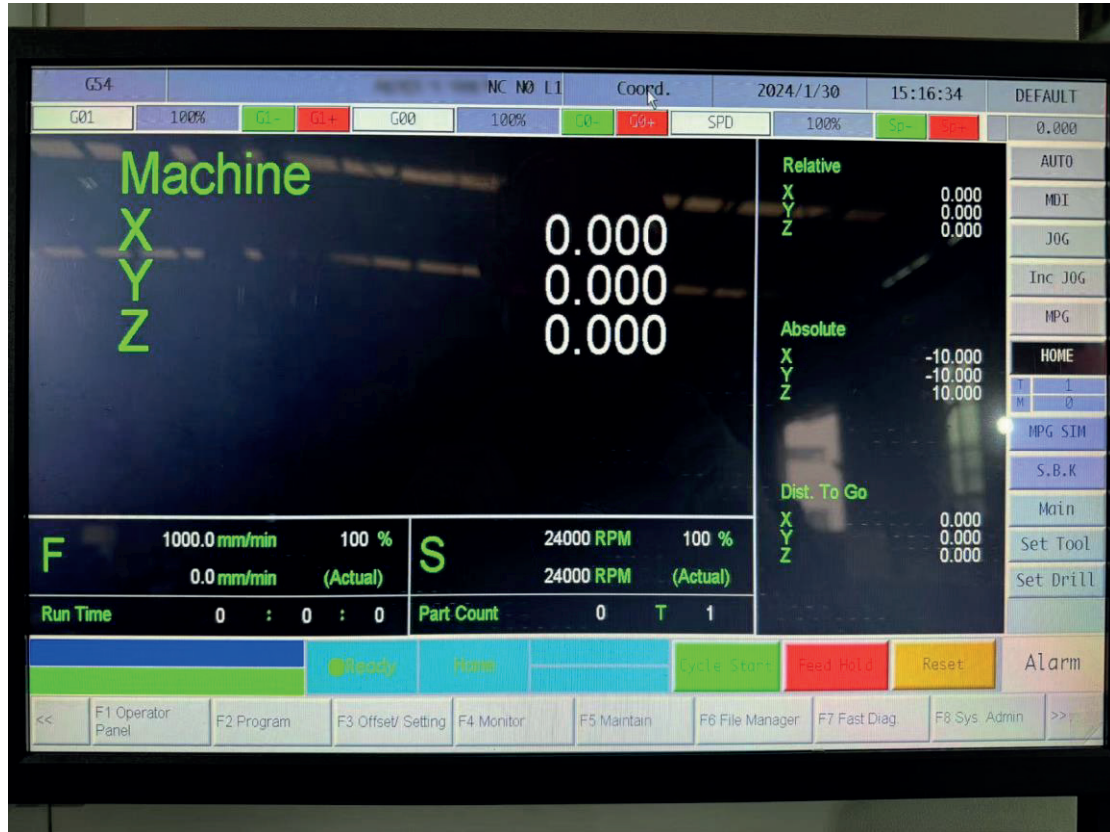 G54 NC N0 L1 Coord. 2024/1/30 15:16:34 DEFAULT
G01 100% G1- G1+ G00 100% G0- G0+ SPD 100% Sp- Sp+ 0.000
Machine
X 0.000
Y 0.000
Z 0.000
Relative
X 0.000
Y 0.000
Z 0.000
Absolute
X -10.000
Y -10.000
Z 10.000
Dist. To Go
X 0.000
Y 0.000
Z 0.000
AUTO
MDI
JOG
Inc JOG
MPG
HOME
T 1
M 0
MPG SIM
S.B.K
Main
Set Tool
Set Drill
F 1000.0 mm/min 100 %
0.0 mm/min (Actual)
S 24000 RPM 100 %
24000 RPM (Actual)
Run Time 0 : 0 : 0 Part Count 0 T 1
Ready Home Cycle Start Feed Hold Reset Alarm
<< F1 Operator Panel F2 Program F3 Offset/ Setting F4 Monitor F5 Maintain F6 File Manager F7 Fast Diag. F8 Sys. Admin >>